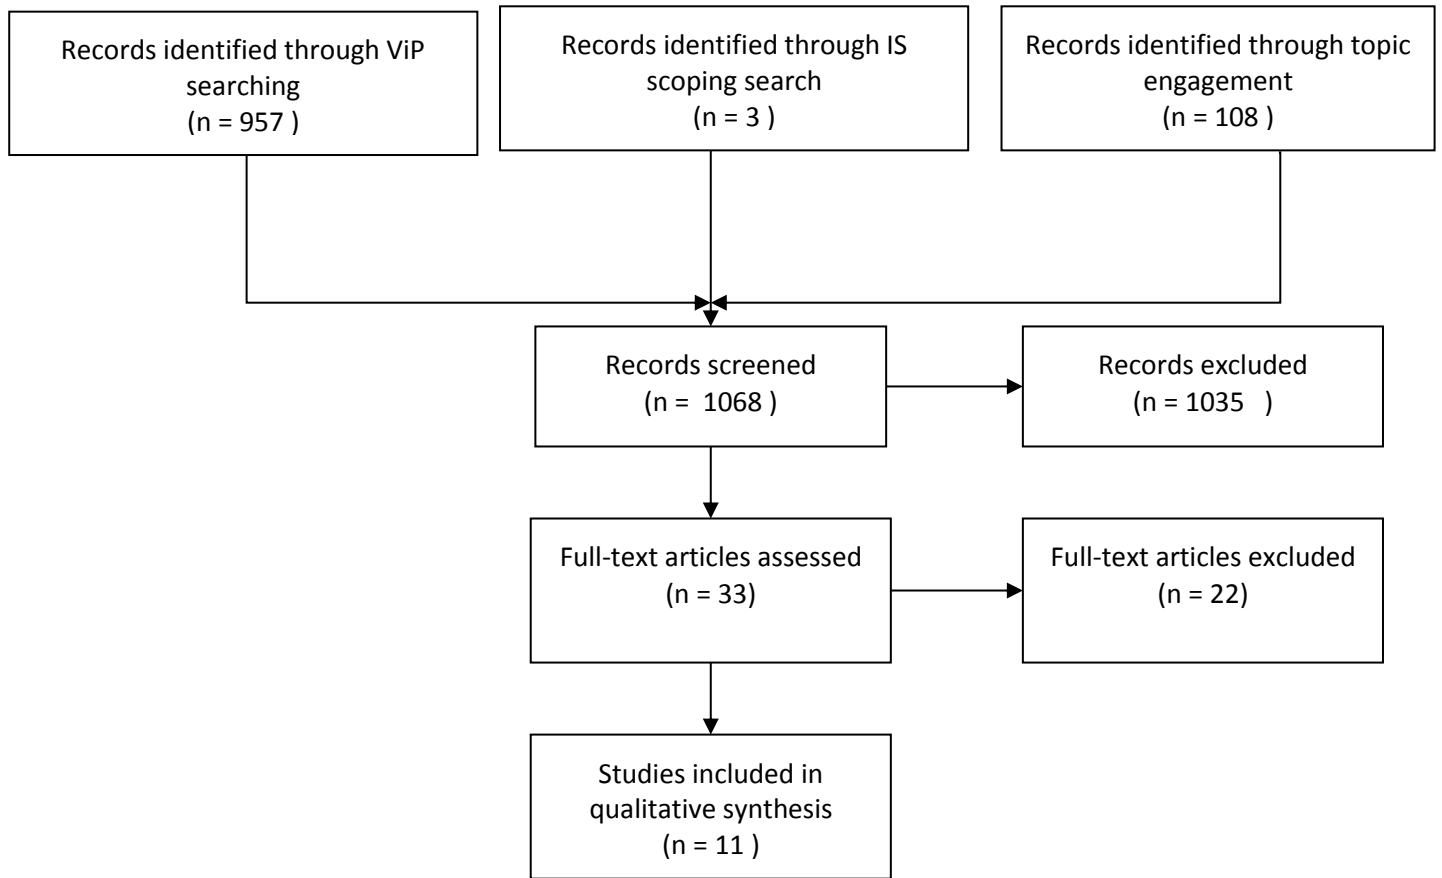 Records identified through ViP
searching
(n = 957 )
Records identified through IS
scoping search
(n = 3 )
Records identified through topic
engagement
(n = 108 )
Records screened
(n =  1068 )
Records excluded
(n = 1035   )
Full-text articles assessed
(n = 33)
Full-text articles excluded
(n = 22)
Studies included in
qualitative synthesis
(n = 11 )